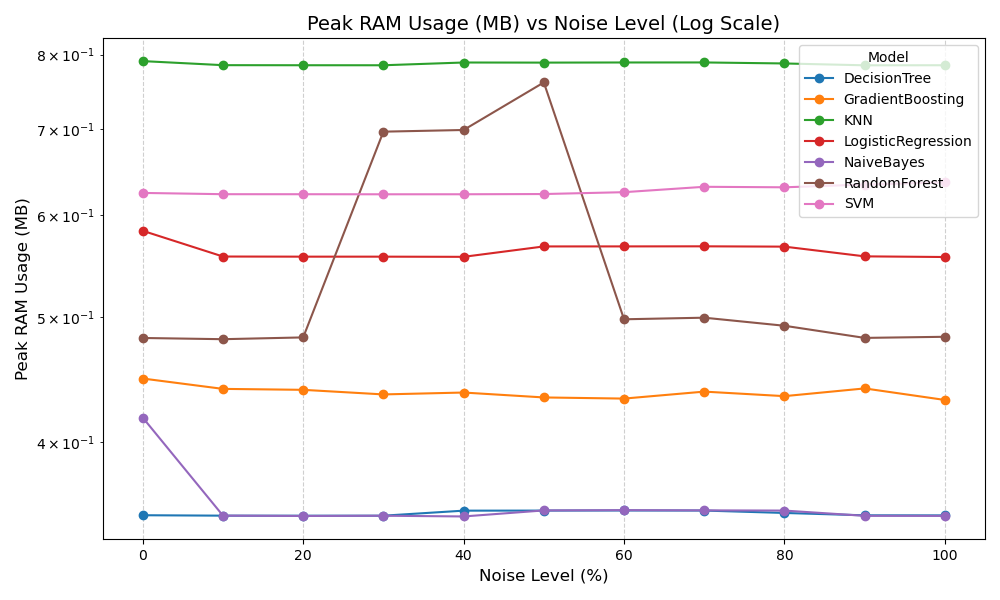 Peak RAM Usage (MB) vs Noise Level (Log Scale)
Peak RAM Usage (MB)
8 × 10⁻¹
7 × 10⁻¹
6 × 10⁻¹
5 × 10⁻¹
4 × 10⁻¹
Model
DecisionTree
GradientBoosting
KNN
LogisticRegression
NaiveBayes
RandomForest
SVM
0 20 40 60 80 100
Noise Level (%)